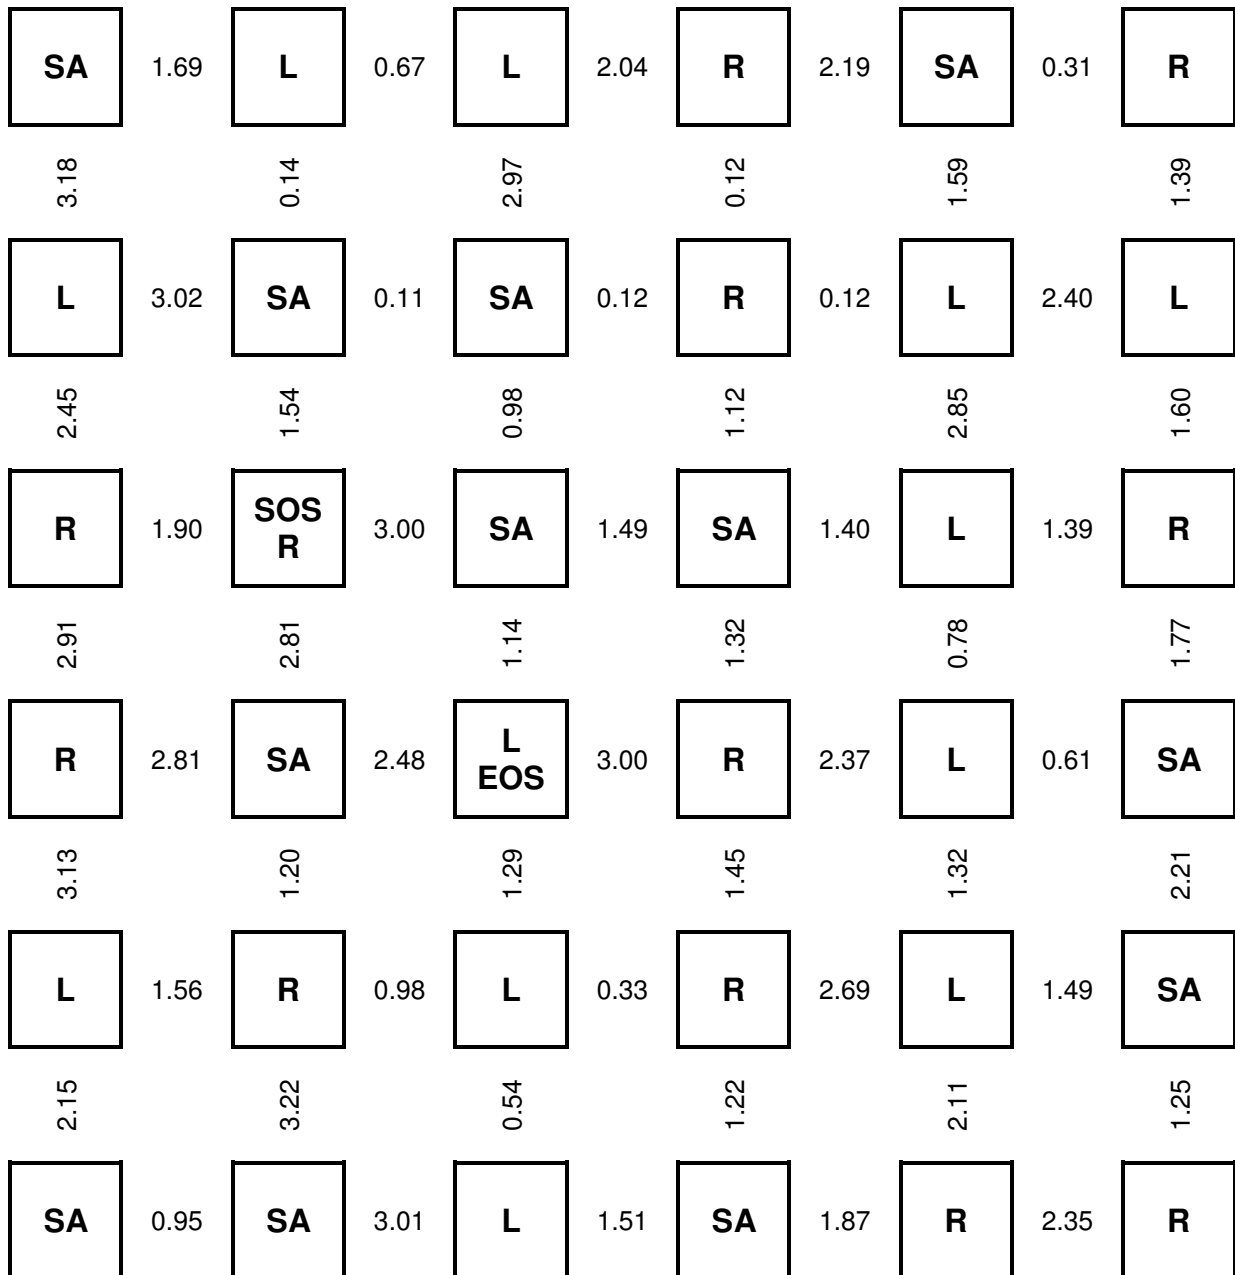 SA 1.69 L 0.67 L 2.04 R 2.19 SA 0.31 R
3.18 0.14 2.97 0.12 1.59 1.39
L 3.02 SA 0.11 SA 0.12 R 0.12 L 2.40 L
2.45 1.54 0.98 1.12 2.85 1.60
R 1.90 SOS R 3.00 SA 1.49 SA 1.40 L 1.39 R
2.91 2.81 1.14 1.32 0.78 1.77
R 2.81 SA 2.48 L EOS 3.00 R 2.37 L 0.61 SA
3.13 1.20 1.29 1.45 1.32 2.21
L 1.56 R 0.98 L 0.33 R 2.69 L 1.49 SA
2.15 3.22 0.54 1.22 2.11 1.25
SA 0.95 SA 3.01 L 1.51 SA 1.87 R 2.35 R